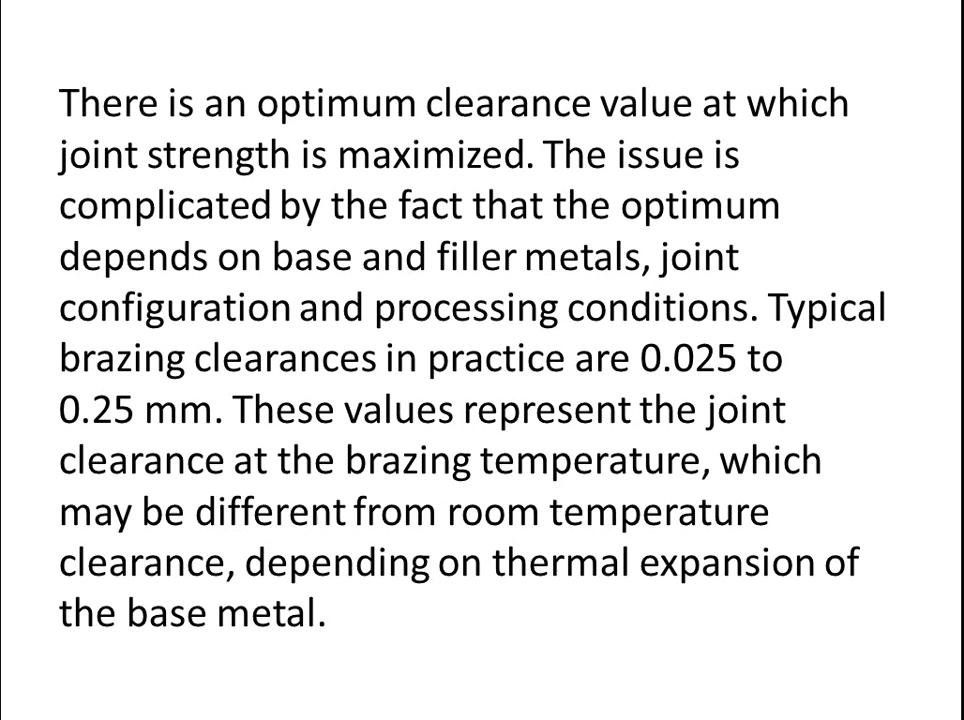 There is an optimum clearance value at which
joint strength is maximized. The issue is
complicated by the fact that the optimum
depends on base and filler metals, joint
configuration and processing conditions. Typical
brazing clearances in practice are 0.025 to
0.25 mm. These values represent the joint
clearance at the brazing temperature, which
may be different from room temperature
clearance, depending on thermal expansion of
the base metal.